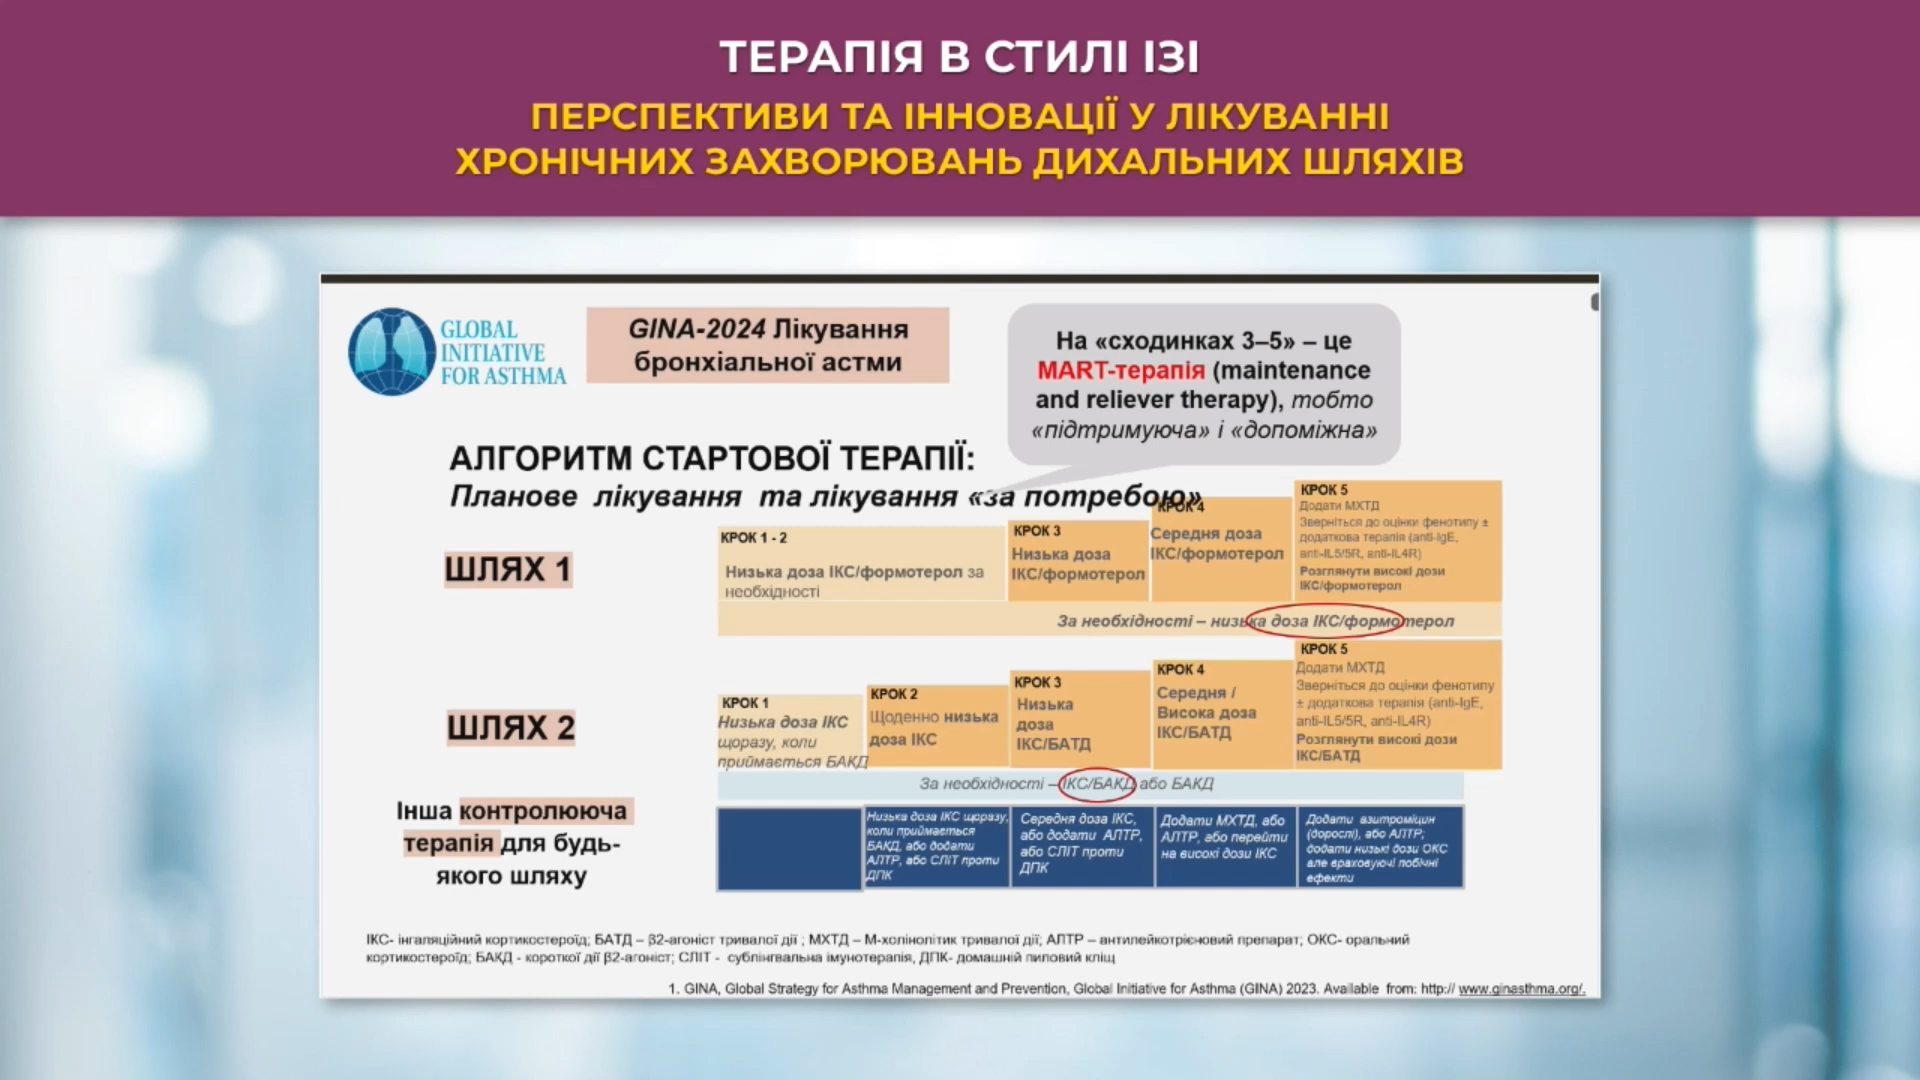 ТЕРАПІЯ В СТИЛІ ІЗІ
ПЕРСПЕКТИВИ ТА ІННОВАЦІЇ У ЛІКУВАННІ
ХРОНІЧНИХ ЗАХВОРЮВАНЬ ДИХАЛЬНИХ ШЛЯХІВ
GLOBAL
INITIATIVE
FOR ASTHMA
GINA-2024 Лікування
бронхіальної астми
На «сходинках 3–5» – це
MART-терапія (maintenance
and reliever therapy), тобто
«підтримуюча» і «допоміжна»
АЛГОРИТМ СТАРТОВОЇ ТЕРАПІЇ:
Планове лікування та лікування «за потребою»
ШЛЯХ 1
КРОК 1 - 2
Низька доза ІКС/формотерол за
необхідності
КРОК 3
Низька доза
ІКС/формотерол
КРОК 4
Середня доза
ІКС/формотерол
КРОК 5
Додати МХТД
Зверніться до оцінки фенотипу ±
додаткова терапія (anti-IgE,
anti-IL5/5R, anti-IL4R)
Розглянути високі дози
ІКС/формотерол
За необхідності – низька доза ІКС/формотерол
ШЛЯХ 2
КРОК 1
Низька доза ІКС
щоразу, коли
приймається БАКД
КРОК 2
Щоденно низька
доза ІКС
КРОК 3
Низька
доза
ІКС/БАТД
КРОК 4
Середня /
Висока доза
ІКС/БАТД
КРОК 5
Додати МХТД
Зверніться до оцінки фенотипу
± додаткова терапія (anti-IgE,
anti-IL5/5R, anti-IL4R)
Розглянути високі дози
ІКС/БАТД
За необхідності – ІКС/БАКД або БАКД
Інша контролююча
терапія для будь-
якого шляху
Низька доза ІКС щоразу,
коли приймається
БАКД, або додати
АЛТР, або СЛІТ проти
ДПК
Середня доза ІКС,
або додати АЛТР,
або СЛІТ проти
ДПК
Додати МХТД, або
АЛТР, або перейти
на високі дози ІКС
Додати азитроміцин
(дорослі), або АЛТР;
додати низькі дози ОКС
але враховуючі побічні
ефекти
ІКС- інгаляційний кортикостероїд; БАТД – β2-агоніст тривалої дії ; МХТД – М-холінолітик тривалої дії; АЛТР – антилейкотрієновий препарат; ОКС- оральний
кортикостероїд; БАКД - короткої дії β2-агоніст; СЛІТ - сублінгвальна імунотерапія, ДПК- домашній пиловий кліщ
1. GINA, Global Strategy for Asthma Management and Prevention, Global Initiative for Asthma (GINA) 2023. Available from: http:// www.ginasthma.org/.